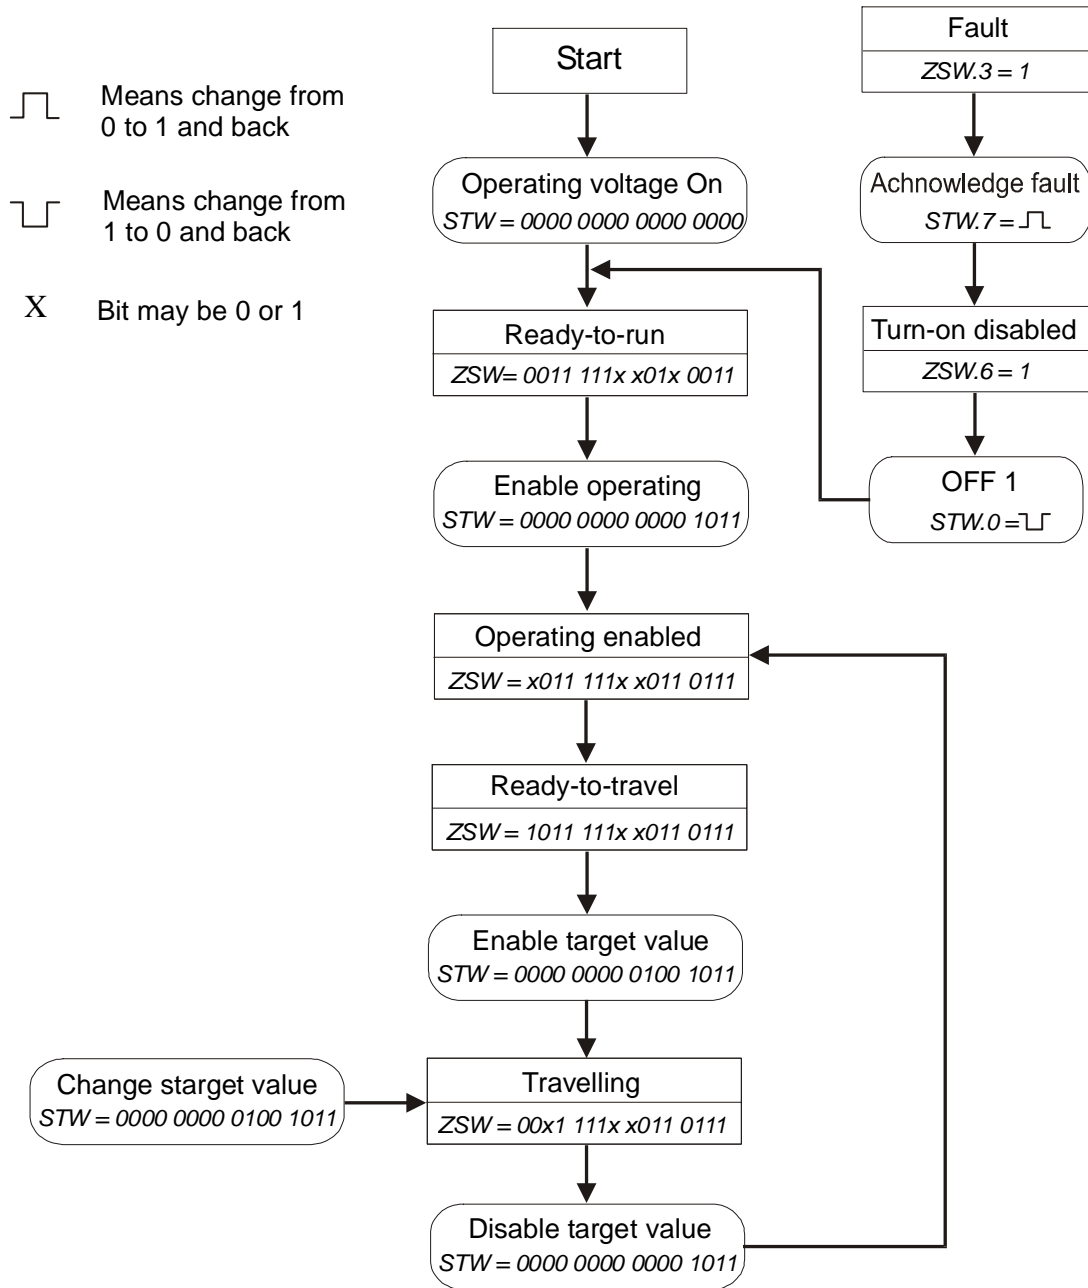 Means change from
0 to 1 and back
Means change from
1 to 0 and back
X Bit may be 0 or 1
Start
Operating voltage On
STW = 0000 0000 0000 0000
Ready-to-run
ZSW= 0011 111x x01x 0011
Enable operating
STW = 0000 0000 0000 1011
Operating enabled
ZSW = x011 111x x011 0111
Ready-to-travel
ZSW = 1011 111x x011 0111
Enable target value
STW = 0000 0000 0100 1011
Change starget value
STW = 0000 0000 0100 1011
Travelling
ZSW = 00x1 111x x011 0111
Disable target value
STW = 0000 0000 0000 1011
Fault
ZSW.3 = 1
Achnowledge fault
STW.7 =
Turn-on disabled
ZSW.6 = 1
OFF 1
STW.0 =